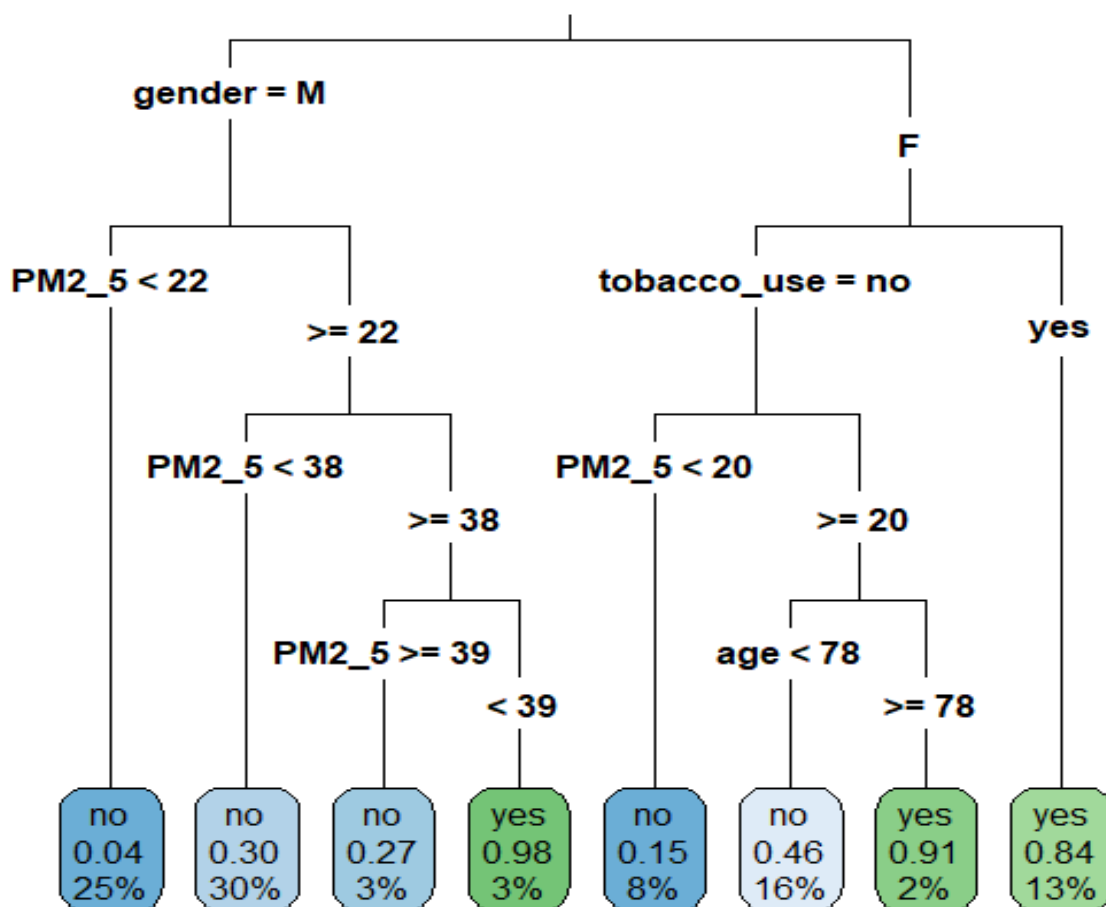 gender = M
F
PM2_5 < 22
tobacco_use = no
>= 22
yes
PM2_5 < 38
PM2_5 < 20
>= 38
>= 20
PM2_5 >= 39
age < 78
< 39
>= 78
no
0.04
25%
no
0.30
30%
no
0.27
3%
yes
0.98
3%
no
0.15
8%
no
0.46
16%
yes
0.91
2%
yes
0.84
13%